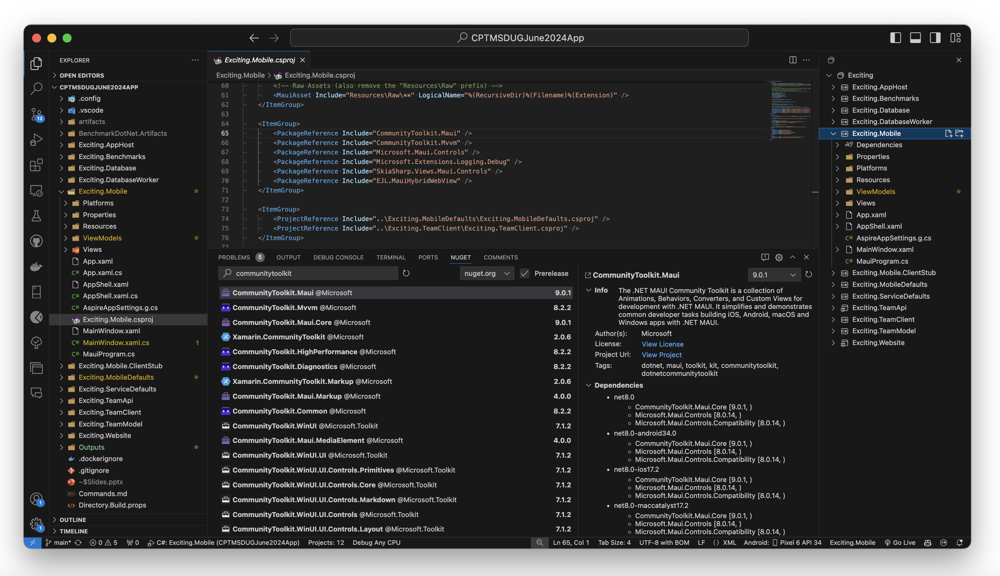 CPTMSDUGJune2024App
EXPLORER
OPEN EDITORS
CPTMSDUGJUNE2024APP
.config
.vscode
artifacts
BenchmarkDotNet.Artifacts
Exciting.AppHost
Exciting.Benchmarks
Exciting.Database
Exciting.DatabaseWorker
Exciting.Mobile
Platforms
Properties
Resources
ViewModels
Views
App.xaml
C# App.xaml.cs
AppShell.xaml
C# AppShell.xaml.cs
C# AspireAppSettings.g.cs
Exciting.Mobile.csproj
MainWindow.xaml
C# MainWindow.xaml.cs 1
C# MauiProgram.cs
Exciting.Mobile.ClientStub
Exciting.MobileDefaults
Exciting.ServiceDefaults
Exciting.TeamApi
Exciting.TeamClient
Exciting.TeamModel
Exciting.Website
Outputs
.dockerignore
.gitignore
~$Slides.pptx
Commands.md
Directory.Build.props
OUTLINE
TIMELINE
12
1
1
Exciting.Mobile.csproj
Exciting.Mobile > Exciting.Mobile.csproj
60 <!-- Raw Assets (also remove the "Resources\Raw" prefix) -->
61 <MauiAsset Include="Resources\Raw\**" LogicalName="%(RecursiveDir)%(Filename)%(Extension)" />
62 </ItemGroup>
63
64 <ItemGroup>
65 <PackageReference Include="CommunityToolkit.Maui" />
66 <PackageReference Include="CommunityToolkit.Mvvm" />
67 <PackageReference Include="Microsoft.Maui.Controls" />
68 <PackageReference Include="Microsoft.Extensions.Logging.Debug" />
69 <PackageReference Include="SkiaSharp.Views.Maui.Controls" />
70 <PackageReference Include="EJL.MauiHybridWebView" />
71 </ItemGroup>
72
73 <ItemGroup>
74 <ProjectReference Include="..\Exciting.MobileDefaults\Exciting.MobileDefaults.csproj" />
75 <ProjectReference Include="..\Exciting.TeamClient\Exciting.TeamClient.csproj" />
76 </ItemGroup>
77
PROBLEMS 5 OUTPUT DEBUG CONSOLE TERMINAL PORTS NUGET COMMENTS
communitytoolkit nuget.org Prerelease
CommunityToolkit.Maui @Microsoft 9.0.1
CommunityToolkit.Mvvm @Microsoft 8.2.2
CommunityToolkit.Maui.Core @Microsoft 9.0.1
Xamarin.CommunityToolkit @Microsoft 2.0.6
CommunityToolkit.HighPerformance @Microsoft 8.2.2
CommunityToolkit.Diagnostics @Microsoft 8.2.2
Xamarin.CommunityToolkit.Markup @Microsoft 2.0.6
CommunityToolkit.Maui.Markup @Microsoft 4.0.0
CommunityToolkit.Common @Microsoft 8.2.2
CommunityToolkit.WinUI @Microsoft.Toolkit 7.1.2
CommunityToolkit.Maui.MediaElement @Microsoft 4.0.0
CommunityToolkit.WinUI.UI @Microsoft.Toolkit 7.1.2
CommunityToolkit.WinUI.UI.Controls.Primitives @Microsoft.Toolkit 7.1.2
CommunityToolkit.WinUI.UI.Controls.Core @Microsoft.Toolkit 7.1.2
CommunityToolkit.WinUI.UI.Controls.Markdown @Microsoft.Toolkit 7.1.2
CommunityToolkit.WinUI.UI.Controls @Microsoft.Toolkit 7.1.2
CommunityToolkit.WinUI.UI.Controls.Layout @Microsoft.Toolkit 7.1.2
CommunityToolkit.Maui 9.0.1
Info The .NET MAUI Community Toolkit is a collection of
Animations, Behaviors, Converters, and Custom Views for
development with .NET MAUI. It simplifies and demonstrates
common developer tasks building iOS, Android, macOS and
Windows apps with .NET MAUI.
Author(s): Microsoft
License: View License
Project Url: View Project
Tags: dotnet, maui, toolkit, kit, communitytoolkit,
dotnetcommunitytoolkit
Dependencies
• net8.0
CommunityToolkit.Maui.Core [9.0.1, )
Microsoft.Maui.Controls [8.0.14, )
Microsoft.Maui.Controls.Compatibility [8.0.14, )
• net8.0-android34.0
CommunityToolkit.Maui.Core [9.0.1, )
Microsoft.Maui.Controls [8.0.14, )
Microsoft.Maui.Controls.Compatibility [8.0.14, )
• net8.0-ios17.2
CommunityToolkit.Maui.Core [9.0.1, )
Microsoft.Maui.Controls [8.0.14, )
Microsoft.Maui.Controls.Compatibility [8.0.14, )
• net8.0-maccatalyst17.2
CommunityToolkit.Maui.Core [9.0.1, )
Microsoft.Maui.Controls [8.0.14, )
Microsoft.Maui.Controls.Compatibility [8.0.14, )
Exciting
Exciting.AppHost
Exciting.Benchmarks
Exciting.Database
Exciting.DatabaseWorker
Exciting.Mobile
Dependencies
Properties
Platforms
Resources
ViewModels
Views
App.xaml
AppShell.xaml
C# AspireAppSettings.g.cs
MainWindow.xaml
C# MauiProgram.cs
Exciting.Mobile.ClientStub
Exciting.MobileDefaults
Exciting.ServiceDefaults
Exciting.TeamApi
Exciting.TeamClient
Exciting.TeamModel
Exciting.Website
main* 0 5 0 C#: Exciting.Mobile (CPTMSDUGJune2024App) Projects: 12 Debug Any CPU Ln 65, Col 1 Tab Size: 4 UTF-8 with BOM LF {} XML Android: Pixel 6 API 34 Exciting.Mobile Go Live